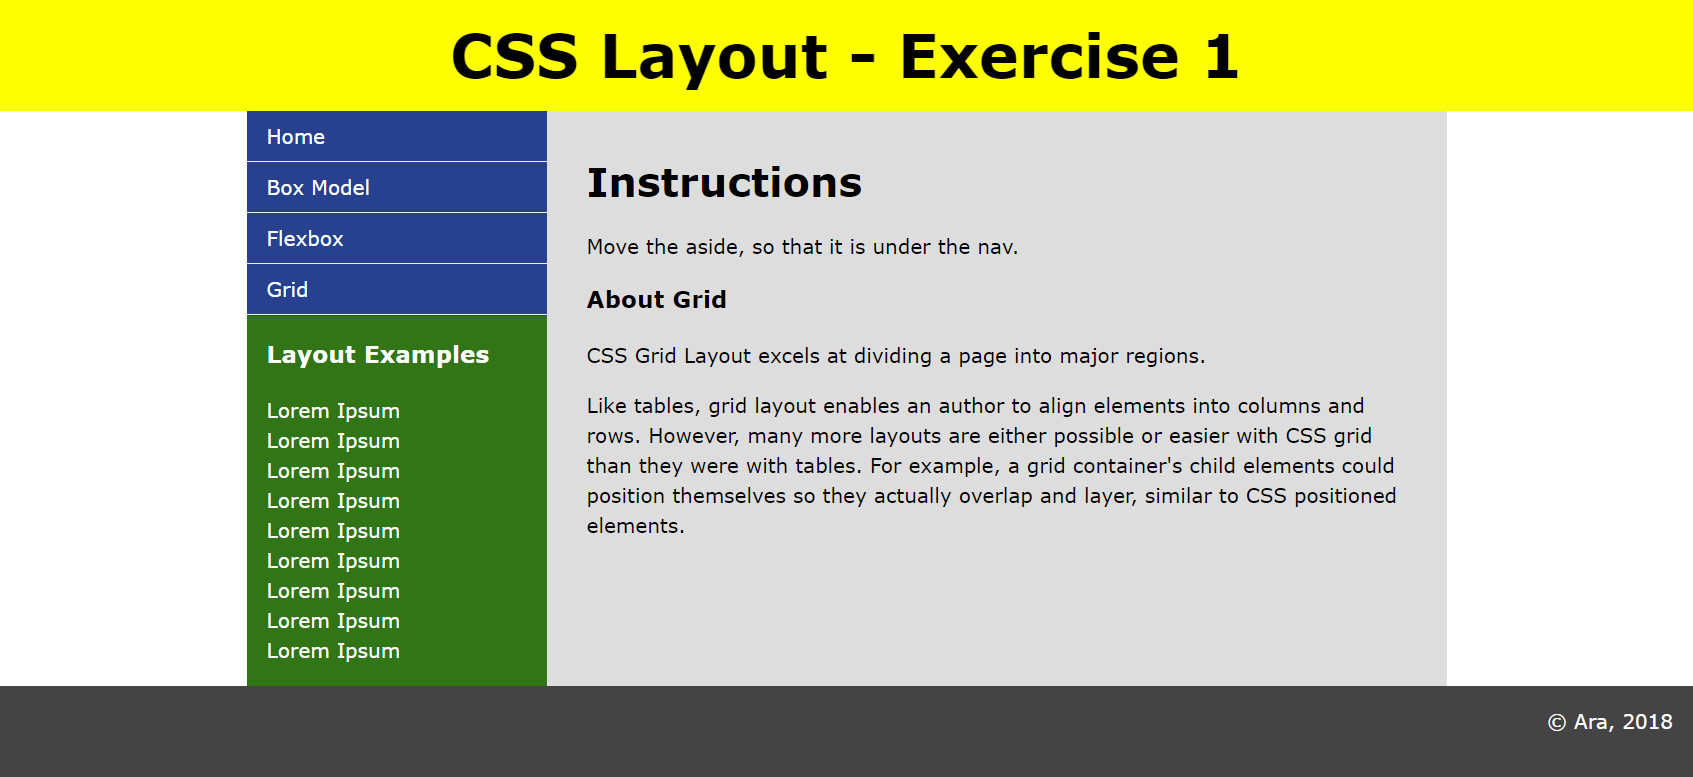 CSS Layout - Exercise 1
Home
Box Model
Flexbox
Grid
Layout Examples
Lorem Ipsum
Lorem Ipsum
Lorem Ipsum
Lorem Ipsum
Lorem Ipsum
Lorem Ipsum
Lorem Ipsum
Lorem Ipsum
Lorem Ipsum
Instructions
Move the aside, so that it is under the nav.
About Grid
CSS Grid Layout excels at dividing a page into major regions.
Like tables, grid layout enables an author to align elements into columns and
rows. However, many more layouts are either possible or easier with CSS grid
than they were with tables. For example, a grid container's child elements could
position themselves so they actually overlap and layer, similar to CSS positioned
elements.
© Ara, 2018